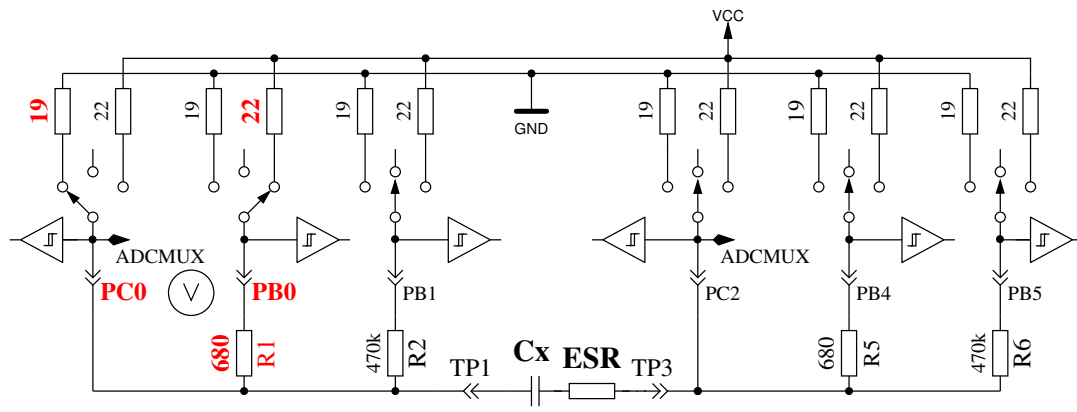 VCC
19
22
19
22
19
22
GND
19
22
19
22
19
22
ADCMUX
ADCMUX
PC0
V
PB0
PB1
PC2
PB4
PB5
680
R1
470k
R2
TP1
Cx
ESR
TP3
680
R5
470k
R6